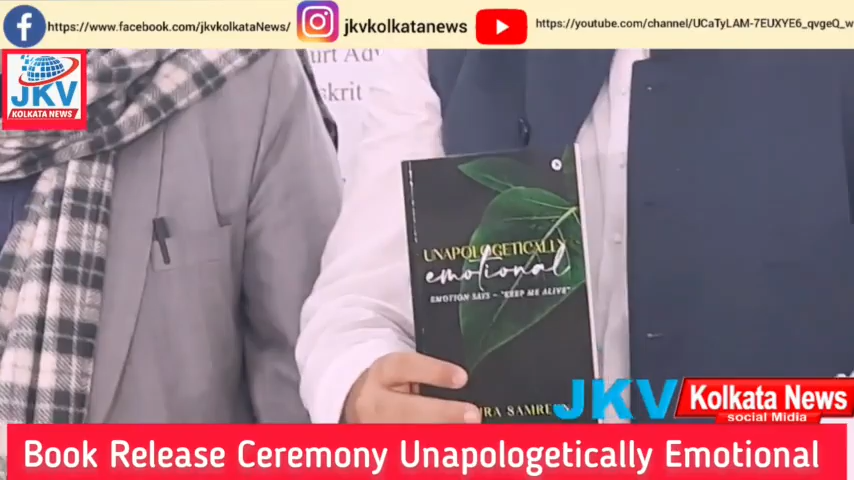 https://www.facebook.com/jkvkolkataNews/
jkvkolkatanews
https://youtube.com/channel/UCaTyLAM-7EUXYE6_qvgeQ_w
JKV
KOLKATA NEWS
UNAPOLOGETICALLY
emotional
EMOTION SAYS ~ "KEEP ME ALIVE"
JKV Kolkata News
social Midia
Book Release Ceremony Unapologetically Emotional